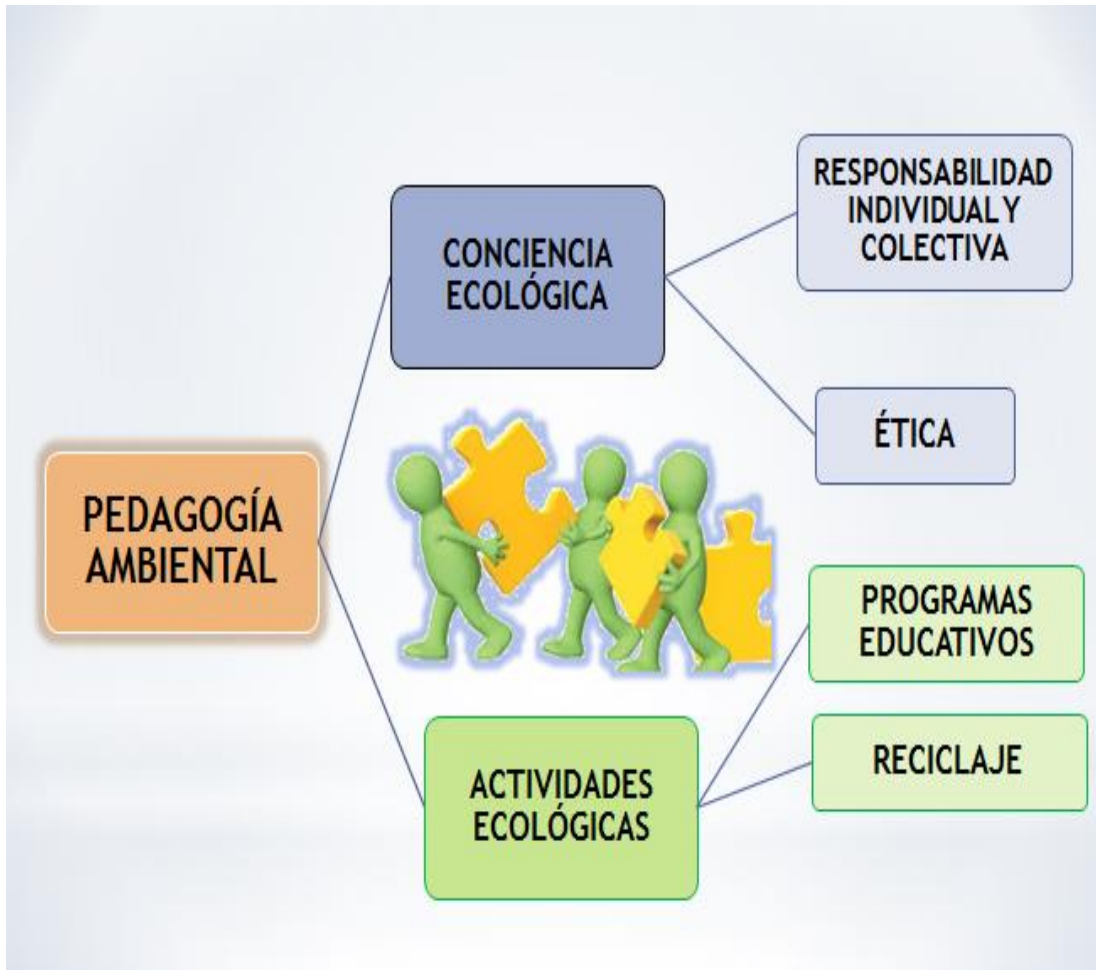 PEDAGOGÍA
AMBIENTAL
CONCIENCIA
ECOLÓGICA
RESPONSABILIDAD
INDIVIDUAL Y
COLECTIVA
ÉTICA
ACTIVIDADES
ECOLÓGICAS
PROGRAMAS
EDUCATIVOS
RECICLAJE